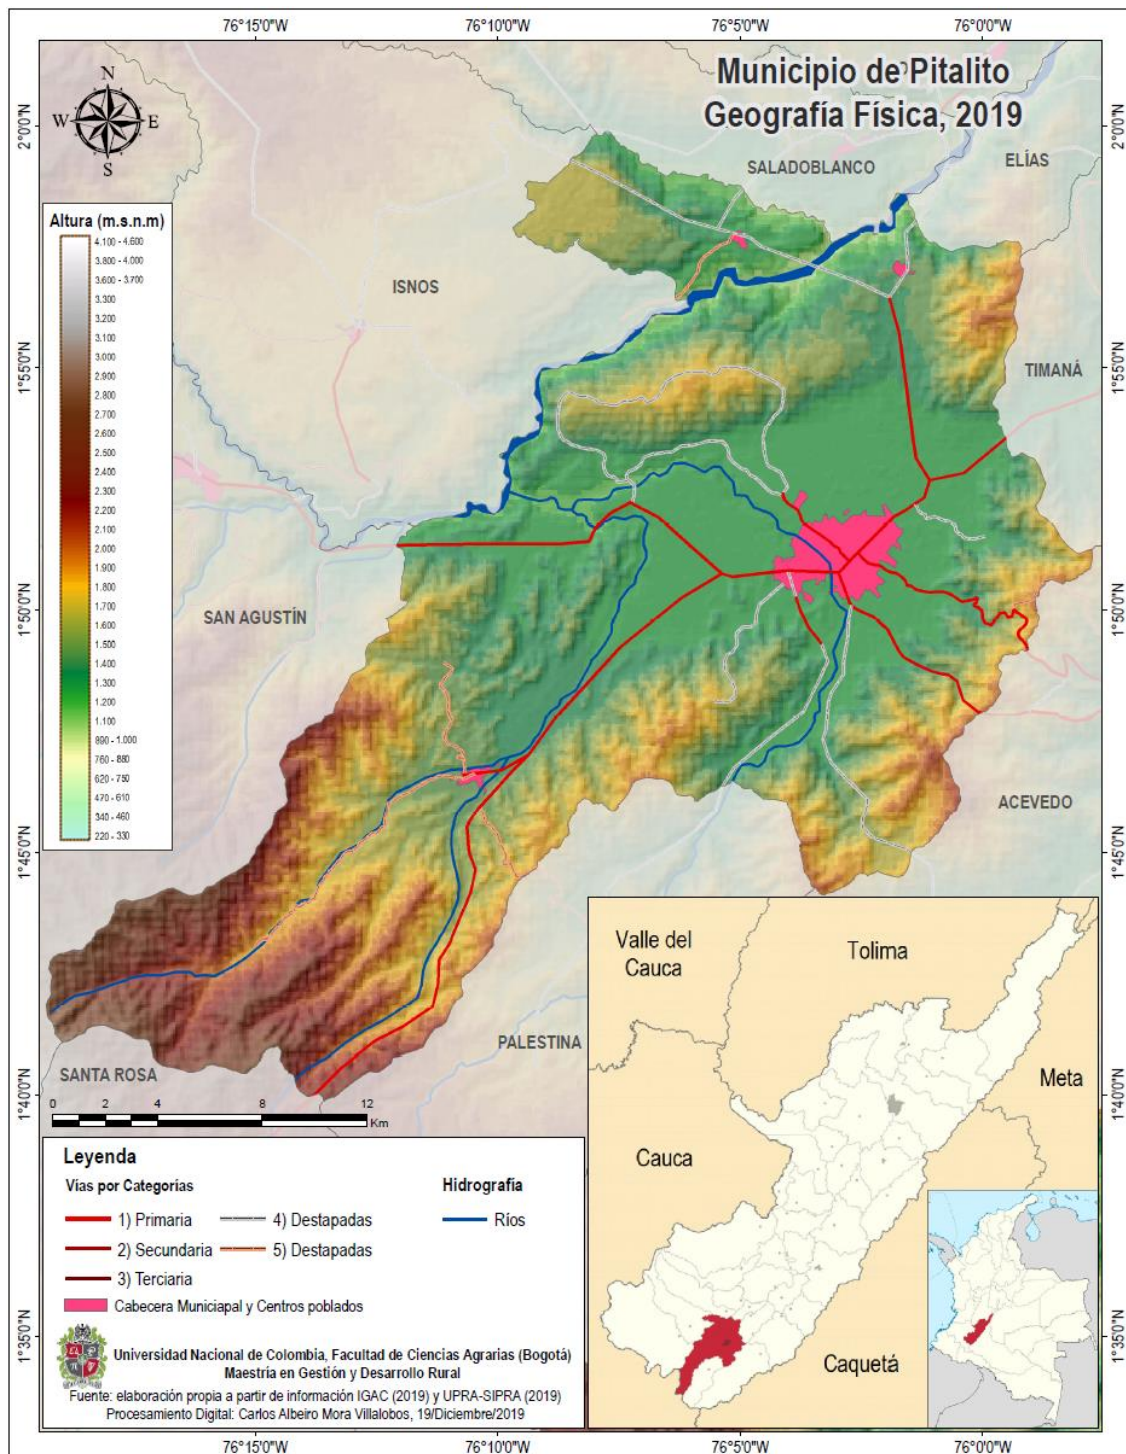 76°15'0"W 76°10'0"W 76°5'0"W 76°0'0"W
Municipio de Pitalito
Geografía Física, 2019
N
W E
S
2°0'0"N 2°0'0"N
SALADOBLANCO
ELÍAS
Altura (m.s.n.m)
4.100 - 4.600
3.800 - 4.000
3.400 - 3.700
3.300
3.200
3.100
3.000
2.900
2.800
2.700
2.600
2.500
2.400
2.300
2.200
2.100
2.000
1.900
1.800
1.700
1.600
1.500
1.400
1.300
1.200
1.100
890 - 1.000
760 - 880
620 - 750
470 - 610
340 - 460
220 - 330
ISNOS
1°55'0"N 1°55'0"N
TIMANÁ
1°50'0"N 1°50'0"N
SAN AGUSTÍN
ACEVEDO
1°45'0"N 1°45'0"N
PALESTINA
SANTA ROSA
1°40'0"N 1°40'0"N
0 2 4 8 12
Km
Valle del
Cauca
Tolima
Meta
Cauca
Caquetá
Leyenda
Vías por Categorías
Hidrografía
1) Primaria 4) Destapadas Ríos
2) Secundaria 5) Destapadas
3) Terciaria
Cabecera Municiapal y Centros poblados
1°35'0"N 1°35'0"N
Universidad Nacional de Colombia, Facultad de Ciencias Agrarias (Bogotá)
Maestría en Gestión y Desarrollo Rural
Fuente: elaboración propia a partir de información IGAC (2019) y UPRA-SIPRA (2019)
Procesamiento Digital: Carlos Albeiro Mora Villalobos, 19/Diciembre/2019
76°15'0"W 76°10'0"W 76°5'0"W 76°0'0"W